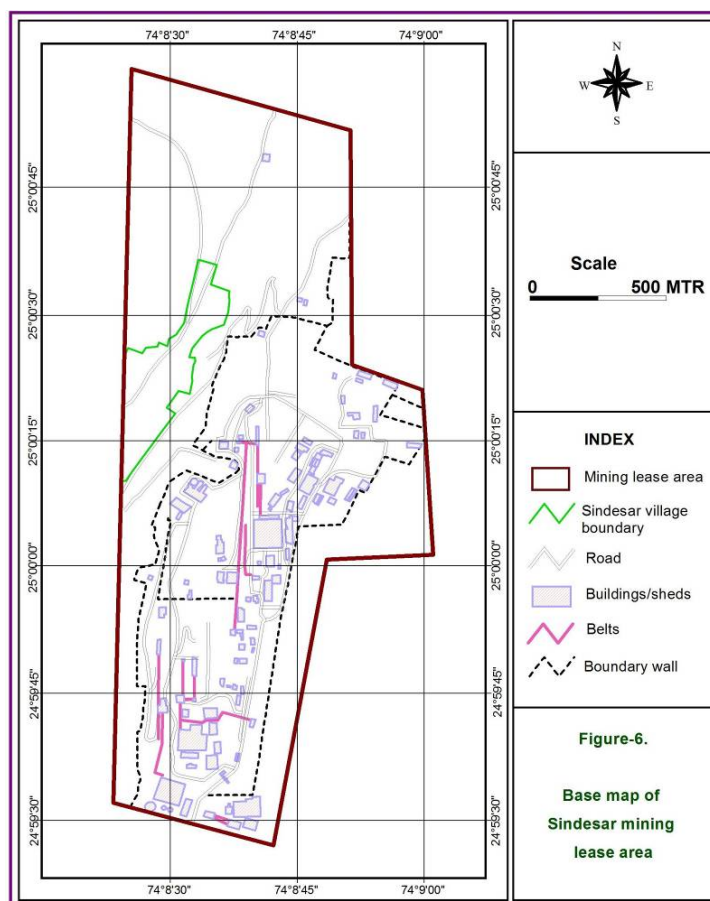 74°8'30" 74°8'45" 74°9'00"
25°00'45" 25°00'45"
25°00'30" 25°00'30"
25°00'15" 25°00'15"
25°00'00" 25°00'00"
24°59'45" 24°59'45"
24°59'30" 24°59'30"
74°8'30" 74°8'45" 74°9'00"
N
W E
S
Scale
0 500 MTR
INDEX
Mining lease area
Sindesar village
boundary
Road
Buildings/sheds
Belts
Boundary wall
Figure-6.
Base map of
Sindesar mining
lease area